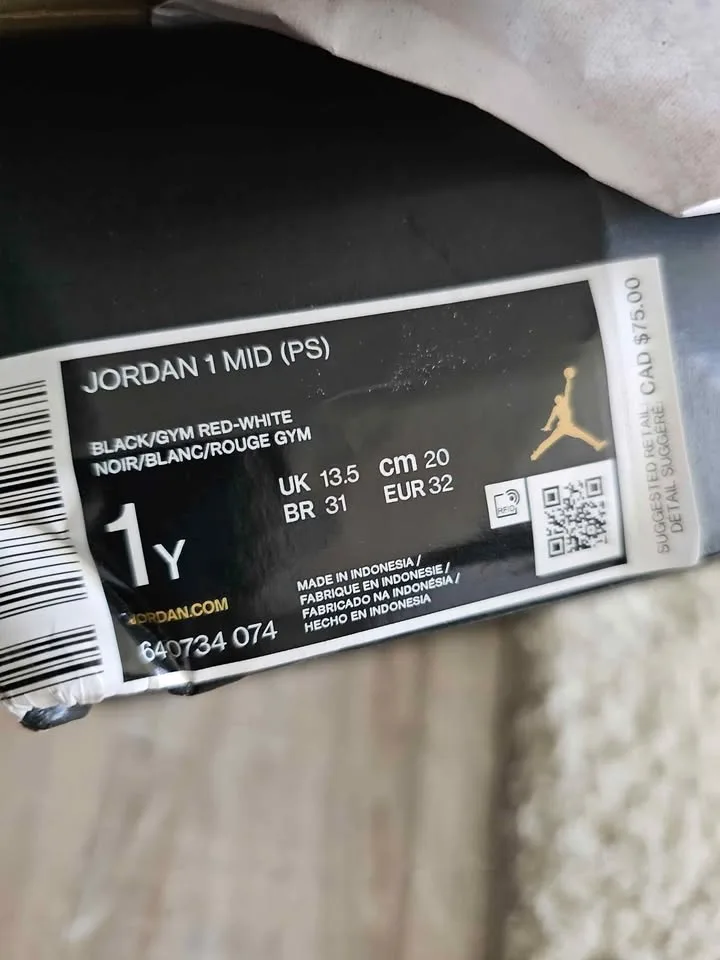 JORDAN 1 MID (PS)
BLACK/GYM RED-WHITE
NOIR/BLANC/ROUGE GYM
UK 13.5 cm 20
BR 31 EUR 32
1Y
JORDAN.COM
640734 074
MADE IN INDONESIA /
FABRIQUE EN INDONESIE /
FABRICADO NA INDONÉSIA /
HECHO EN INDONESIA
RFID
SUGGESTED RETAIL CAD $75.00
DETAIL SUGGÉRÉ: